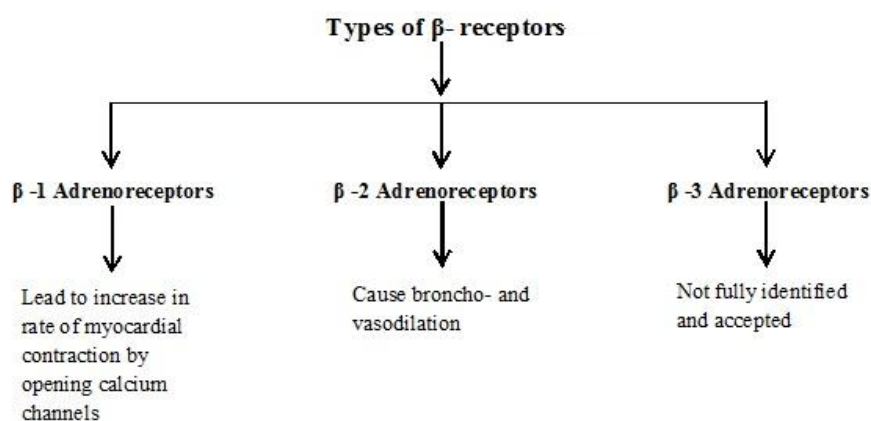 Types of β- receptors
β -1 Adrenoreceptors
β -2 Adrenoreceptors
β -3 Adrenoreceptors
Lead to increase in
rate of myocardial
contraction by
opening calcium
channels
Cause broncho- and
vasodilation
Not fully identified
and accepted